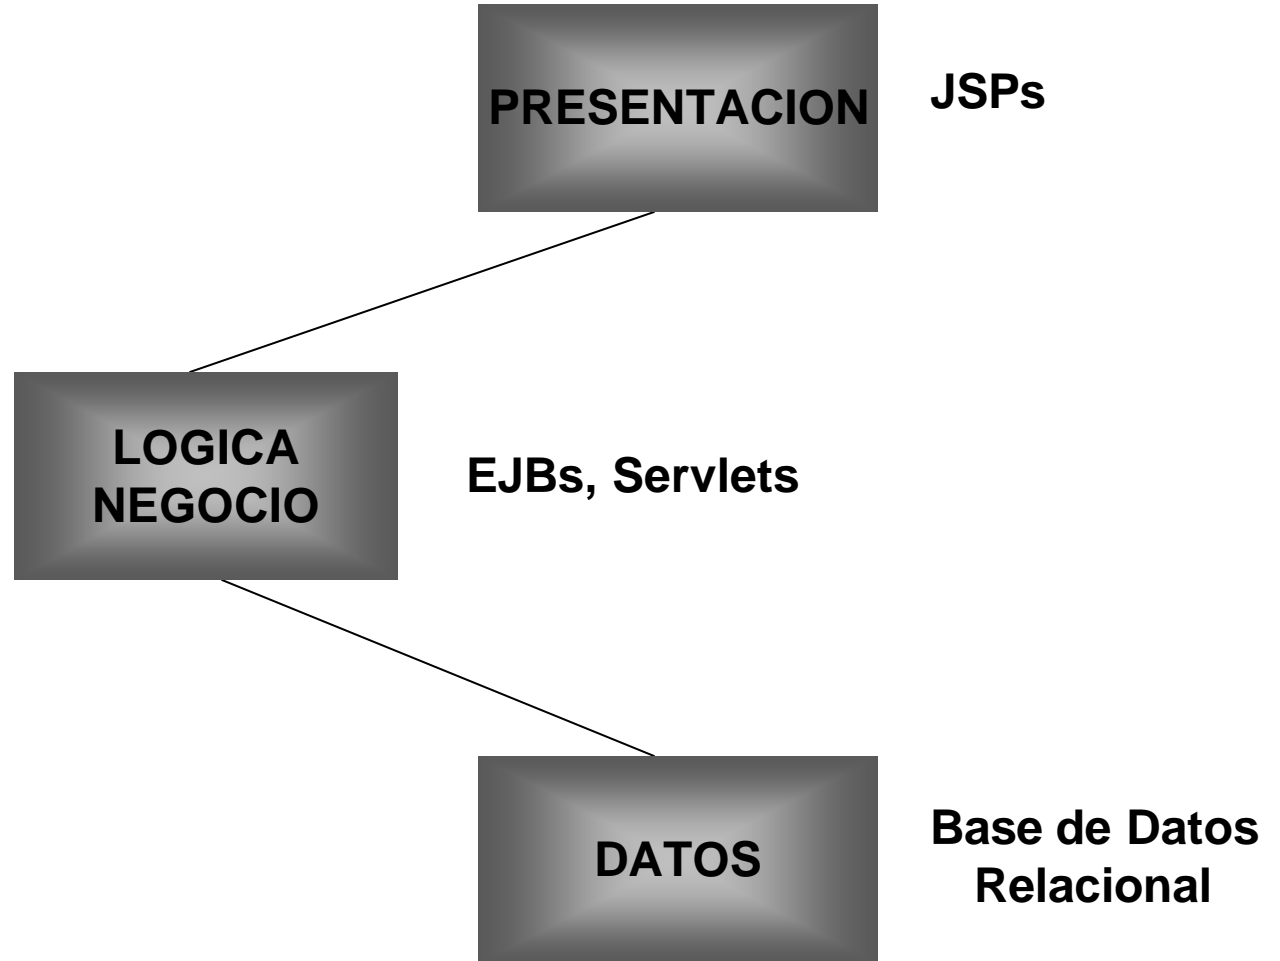 PRESENTACION
JSPs
LOGICA
NEGOCIO
EJBs, Servlets
DATOS
Base de Datos
Relacional